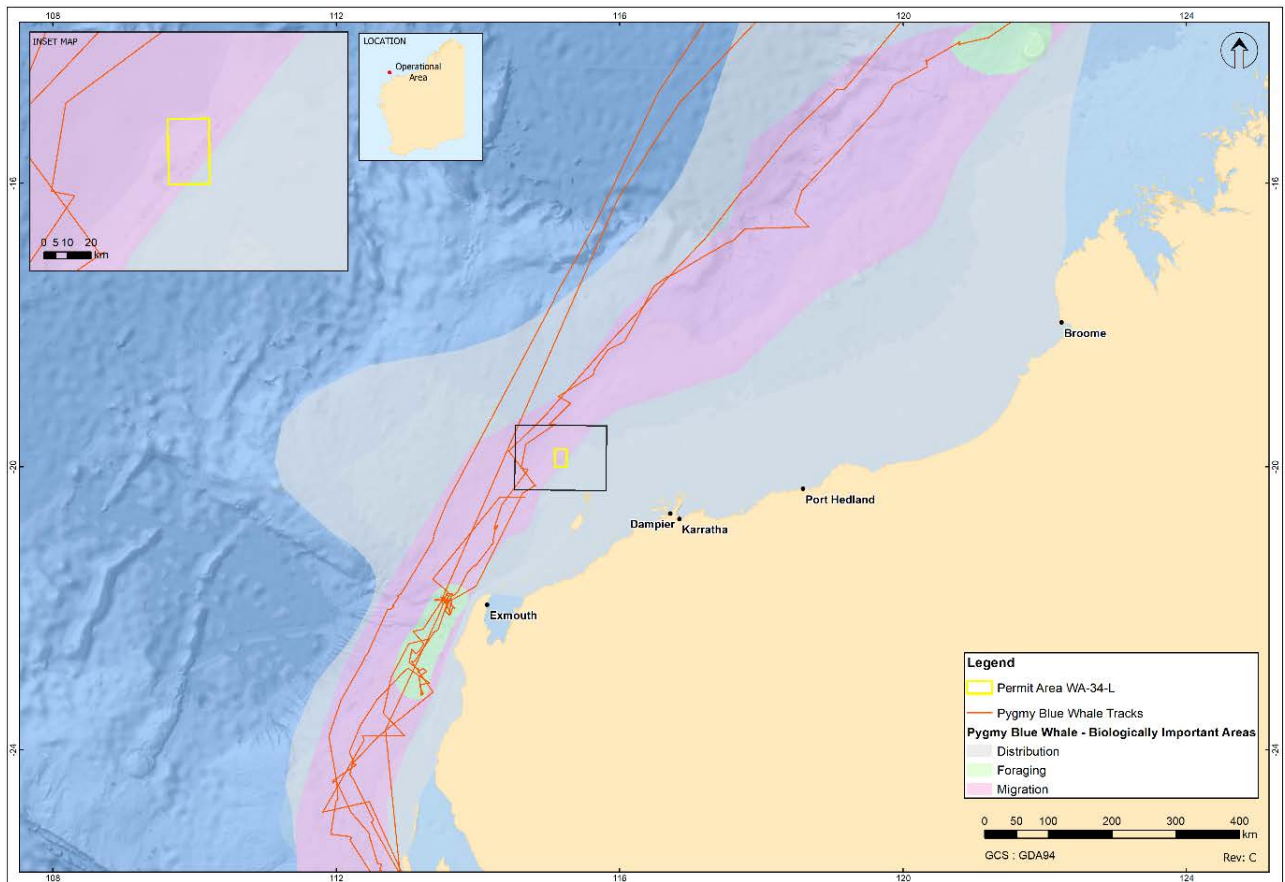 108
112
116
120
124
INSET MAP
0 5 10 20
km
LOCATION
Operational
Area
-16
-16
Broome
-20
-20
Port Hedland
Dampier
Karratha
Exmouth
-24
-24
Legend
Permit Area WA-34-L
Pygmy Blue Whale Tracks
Pygmy Blue Whale - Biologically Important Areas
Distribution
Foraging
Migration
0 50 100 200 300 400
km
GCS : GDA94
Rev: C
108
112
116
120
124